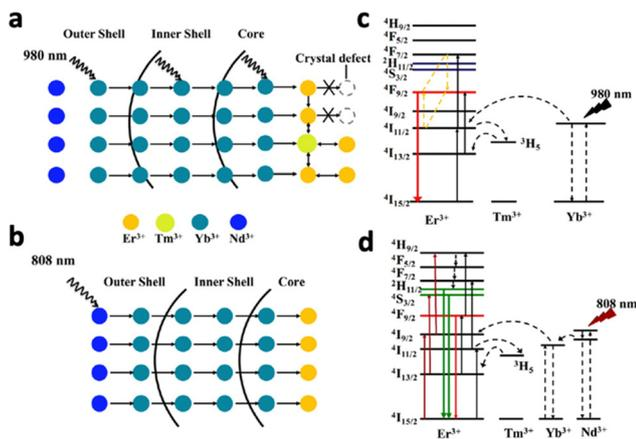 a
Outer Shell Inner Shell Core
980 nm
Crystal defect
Er³⁺ Tm³⁺ Yb³⁺ Nd³⁺
b
808 nm
Outer Shell Inner Shell Core
c
⁴H₉/₂
⁴F₅/₂
⁴F₇/₂
²H₁₁/₂
⁴S₃/₂
⁴F₉/₂
⁴I₉/₂
⁴I₁₁/₂
⁴I₁₃/₂
⁴I₁₅/₂
980 nm
³H₅
Er³⁺ Tm³⁺ Yb³⁺
d
⁴H₉/₂
⁴F₅/₂
⁴F₇/₂
²H₁₁/₂
⁴S₃/₂
⁴F₉/₂
⁴I₉/₂
⁴I₁₁/₂
⁴I₁₃/₂
⁴I₁₅/₂
808 nm
³H₅
Er³⁺ Tm³⁺ Yb³⁺ Nd³⁺